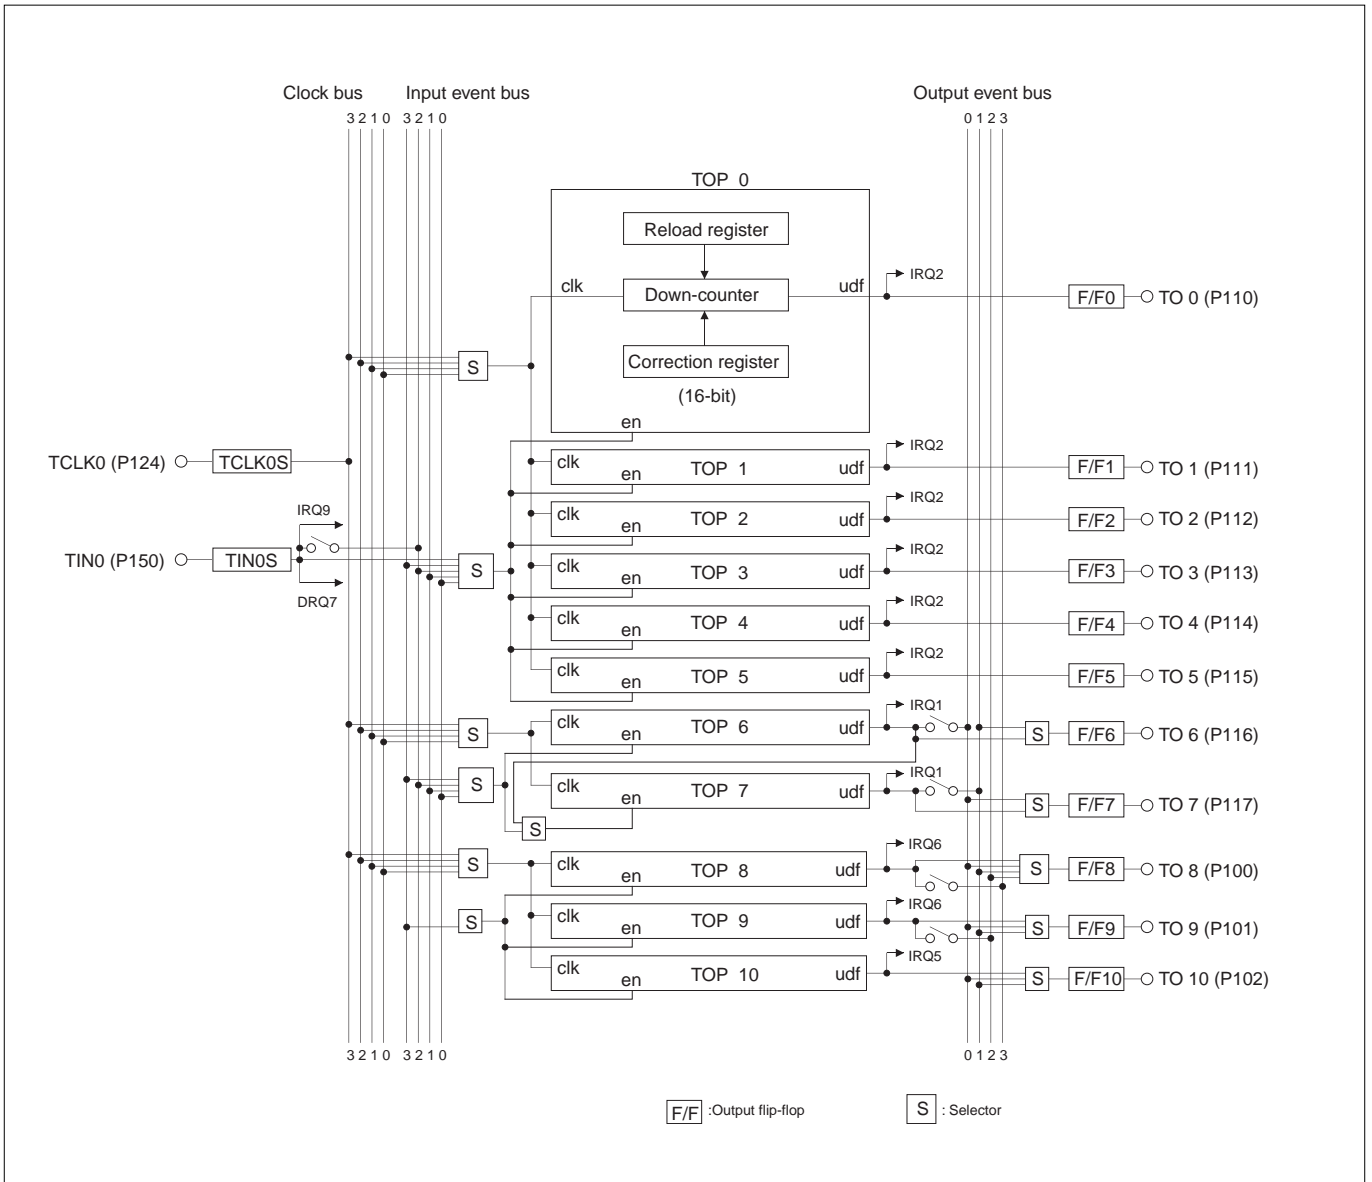 Clock bus Input event bus Output event bus
3 2 1 0 3 2 1 0 0 1 2 3
TOP 0
Reload register
clk Down-counter udf IRQ2 F/F0 TO 0 (P110)
S Correction register
(16-bit)
en
TCLK0 (P124) TCLK0S
clk en TOP 1 udf IRQ2 F/F1 TO 1 (P111)
clk en TOP 2 udf IRQ2 F/F2 TO 2 (P112)
IRQ9
TIN0 (P150) TIN0S S
DRQ7
clk en TOP 3 udf IRQ2 F/F3 TO 3 (P113)
clk en TOP 4 udf IRQ2 F/F4 TO 4 (P114)
clk en TOP 5 udf IRQ2 F/F5 TO 5 (P115)
S clk en TOP 6 udf IRQ1 S F/F6 TO 6 (P116)
S clk en TOP 7 udf IRQ1 S F/F7 TO 7 (P117)
S
S clk en TOP 8 udf IRQ6 S F/F8 TO 8 (P100)
S clk en TOP 9 udf IRQ6 S F/F9 TO 9 (P101)
clk en TOP 10 udf IRQ5 S F/F10 TO 10 (P102)
3 2 1 0 3 2 1 0 0 1 2 3
F/F :Output flip-flop S : Selector